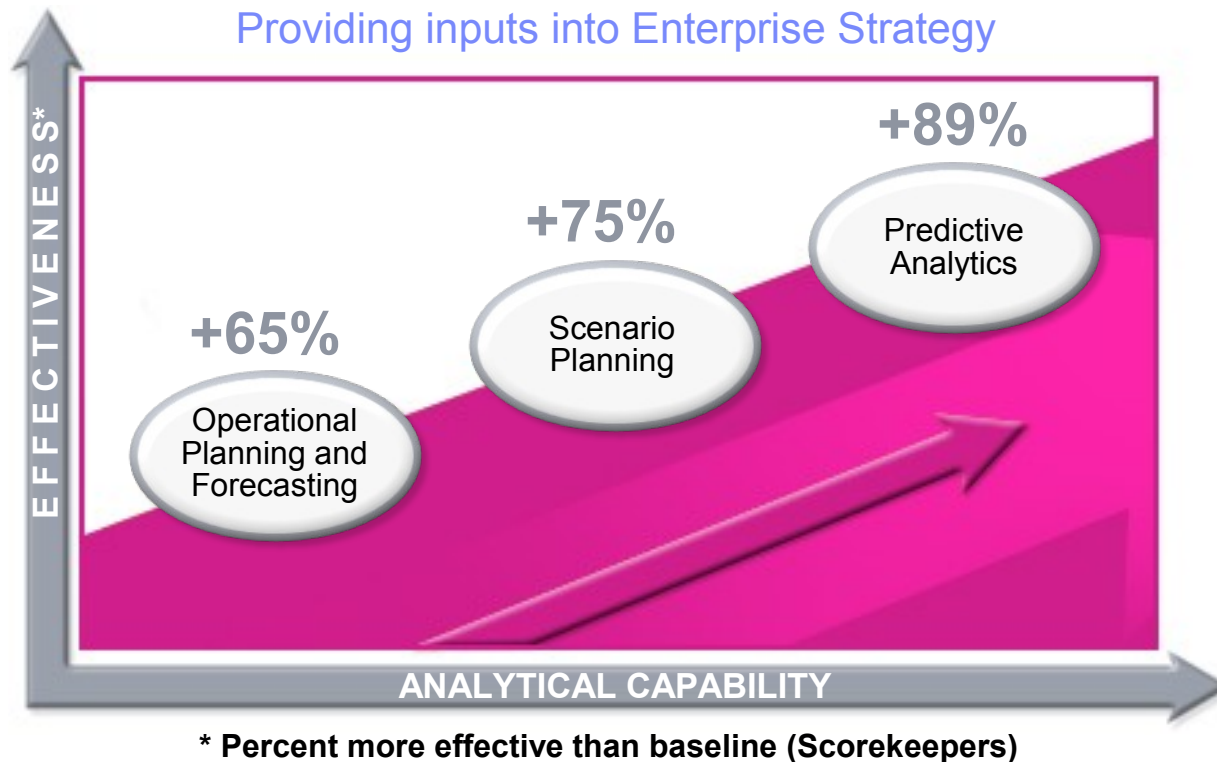 Providing inputs into Enterprise Strategy
EFFECTIVENESS*
+89%
Predictive
Analytics
+75%
Scenario
Planning
+65%
Operational
Planning and
Forecasting
ANALYTICAL CAPABILITY
* Percent more effective than baseline (Scorekeepers)